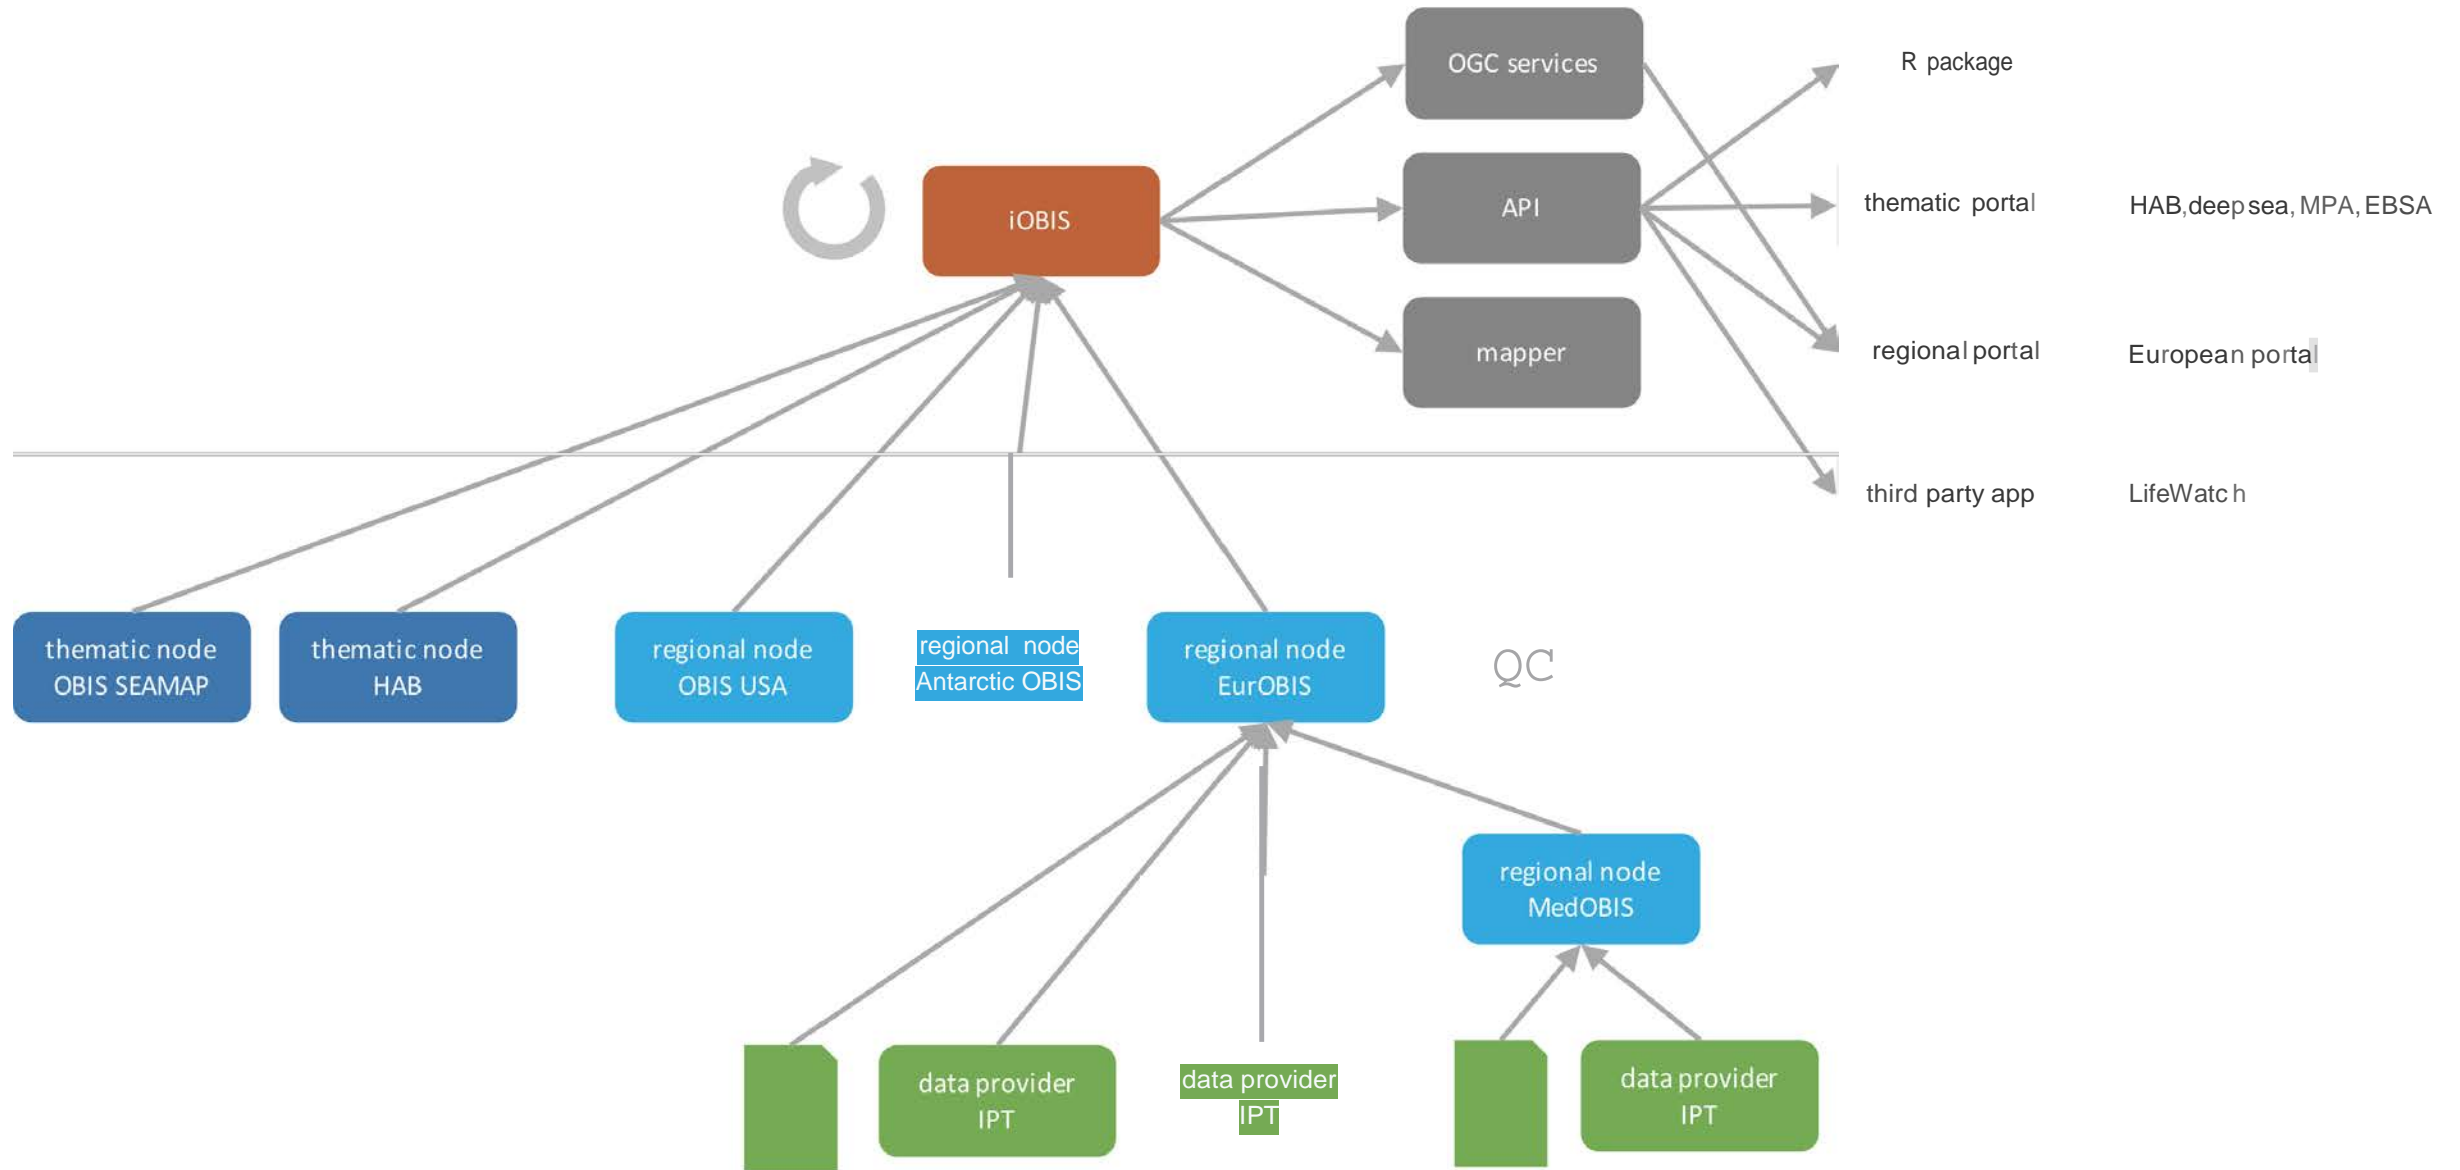 OGC services
R package
iOBIS
API
thematic portal
HAB, deep sea, MPA, EBSA
mapper
regional portal
European portal
third party app
LifeWatch
thematic node
OBIS SEAMAP
thematic node
HAB
regional node
OBIS USA
regional node
Antarctic OBIS
regional node
EurOBIS
QC
regional node
MedOBIS
data provider
IPT
data provider
IPT
data provider
IPT